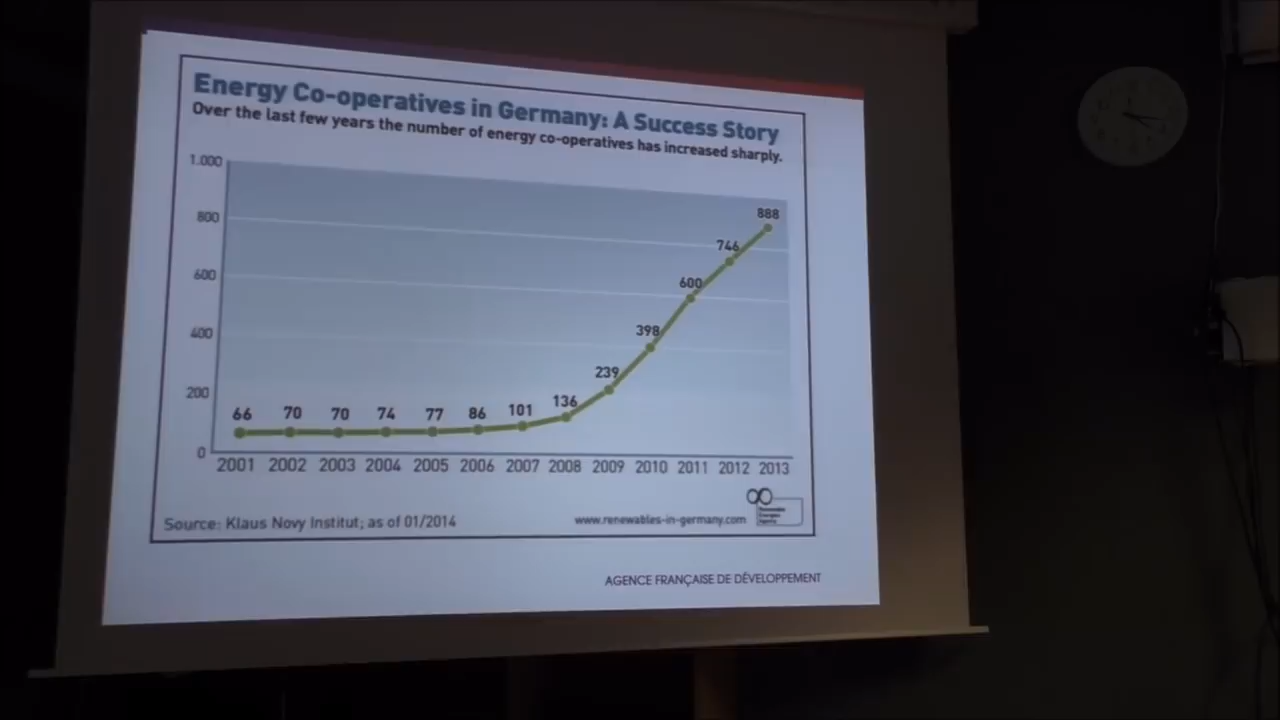 Energy Co-operatives in Germany: A Success Story
Over the last few years the number of energy co-operatives has increased sharply.
1.000
800
600
400
200
0
66 70 70 74 77 86 101 136 239 398 600 746 888
2001 2002 2003 2004 2005 2006 2007 2008 2009 2010 2011 2012 2013
Source: Klaus Novy Institut; as of 01/2014
www.renewables-in-germany.com
AGENCE FRANÇAISE DE DÉVELOPPEMENT